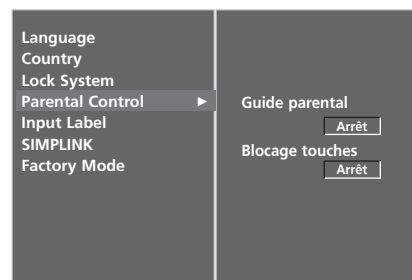 Language
Country
Lock System
Parental Control ►
Input Label
SIMPLINK
Factory Mode
Guide parental
Arrêt
Blocage touches
Arrêt